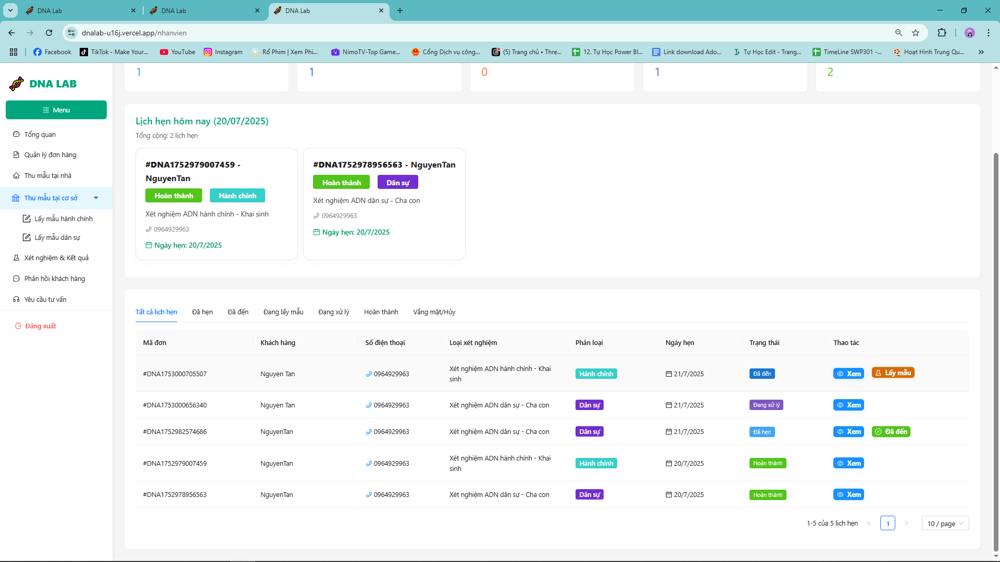 DNA Lab
DNA Lab
DNA Lab
dnalab-u16j.vercel.app/nhanvien
Facebook
TikTok - Make Your...
YouTube
Instagram
Rổ Phim | Xem Phi...
NimoTV-Top Game...
Cổng Dịch vụ công...
(5) Trang chủ • Thre...
12. Tự Học Power BI...
Link download Ado...
Tự Học Edit - Trang...
TimeLine SWP301 -...
Hoạt Hình Trung Qu...
DNA LAB
Menu
Tổng quan
Quản lý đơn hàng
Thu mẫu tại nhà
Thu mẫu tại cơ sở
Lấy mẫu hành chính
Lấy mẫu dân sự
Xét nghiệm & Kết quả
Phản hồi khách hàng
Yêu cầu tư vấn
Đăng xuất
1 1 0 1 2
Lịch hẹn hôm nay (20/07/2025)
Tổng cộng: 2 lịch hẹn
#DNA1752979007459 -
NguyenTan
Hoàn thành Hành chính
Xét nghiệm ADN hành chính - Khai sinh
0964929963
Ngày hẹn: 20/7/2025
#DNA1752978956563 - NguyenTan
Hoàn thành Dân sự
Xét nghiệm ADN dân sự - Cha con
0964929963
Ngày hẹn: 20/7/2025
Tất cả lịch hẹn Đã hẹn Đã đến Đang lấy mẫu Đang xử lý Hoàn thành Vắng mặt/Hủy
Mã đơn Khách hàng Số điện thoại Loại xét nghiệm Phân loại Ngày hẹn Trạng thái Thao tác
#DNA1753000705507 Nguyen Tan 0964929963 Xét nghiệm ADN hành chính - Khai
sinh Hành chính 21/7/2025 Đã đến Xem Lấy mẫu
#DNA1753000656340 Nguyen Tan 0964929963 Xét nghiệm ADN dân sự - Cha con Dân sự 21/7/2025 Đang xử lý Xem
#DNA1752982574686 NguyenTan 0964929963 Xét nghiệm ADN dân sự - Cha con Dân sự 21/7/2025 Đã hẹn Xem Đã đến
#DNA1752979007459 NguyenTan 0964929963 Xét nghiệm ADN hành chính - Khai
sinh Hành chính 20/7/2025 Hoàn thành Xem
#DNA1752978956563 NguyenTan 0964929963 Xét nghiệm ADN dân sự - Cha con Dân sự 20/7/2025 Hoàn thành Xem
1-5 của 5 lịch hẹn 1 10 / page